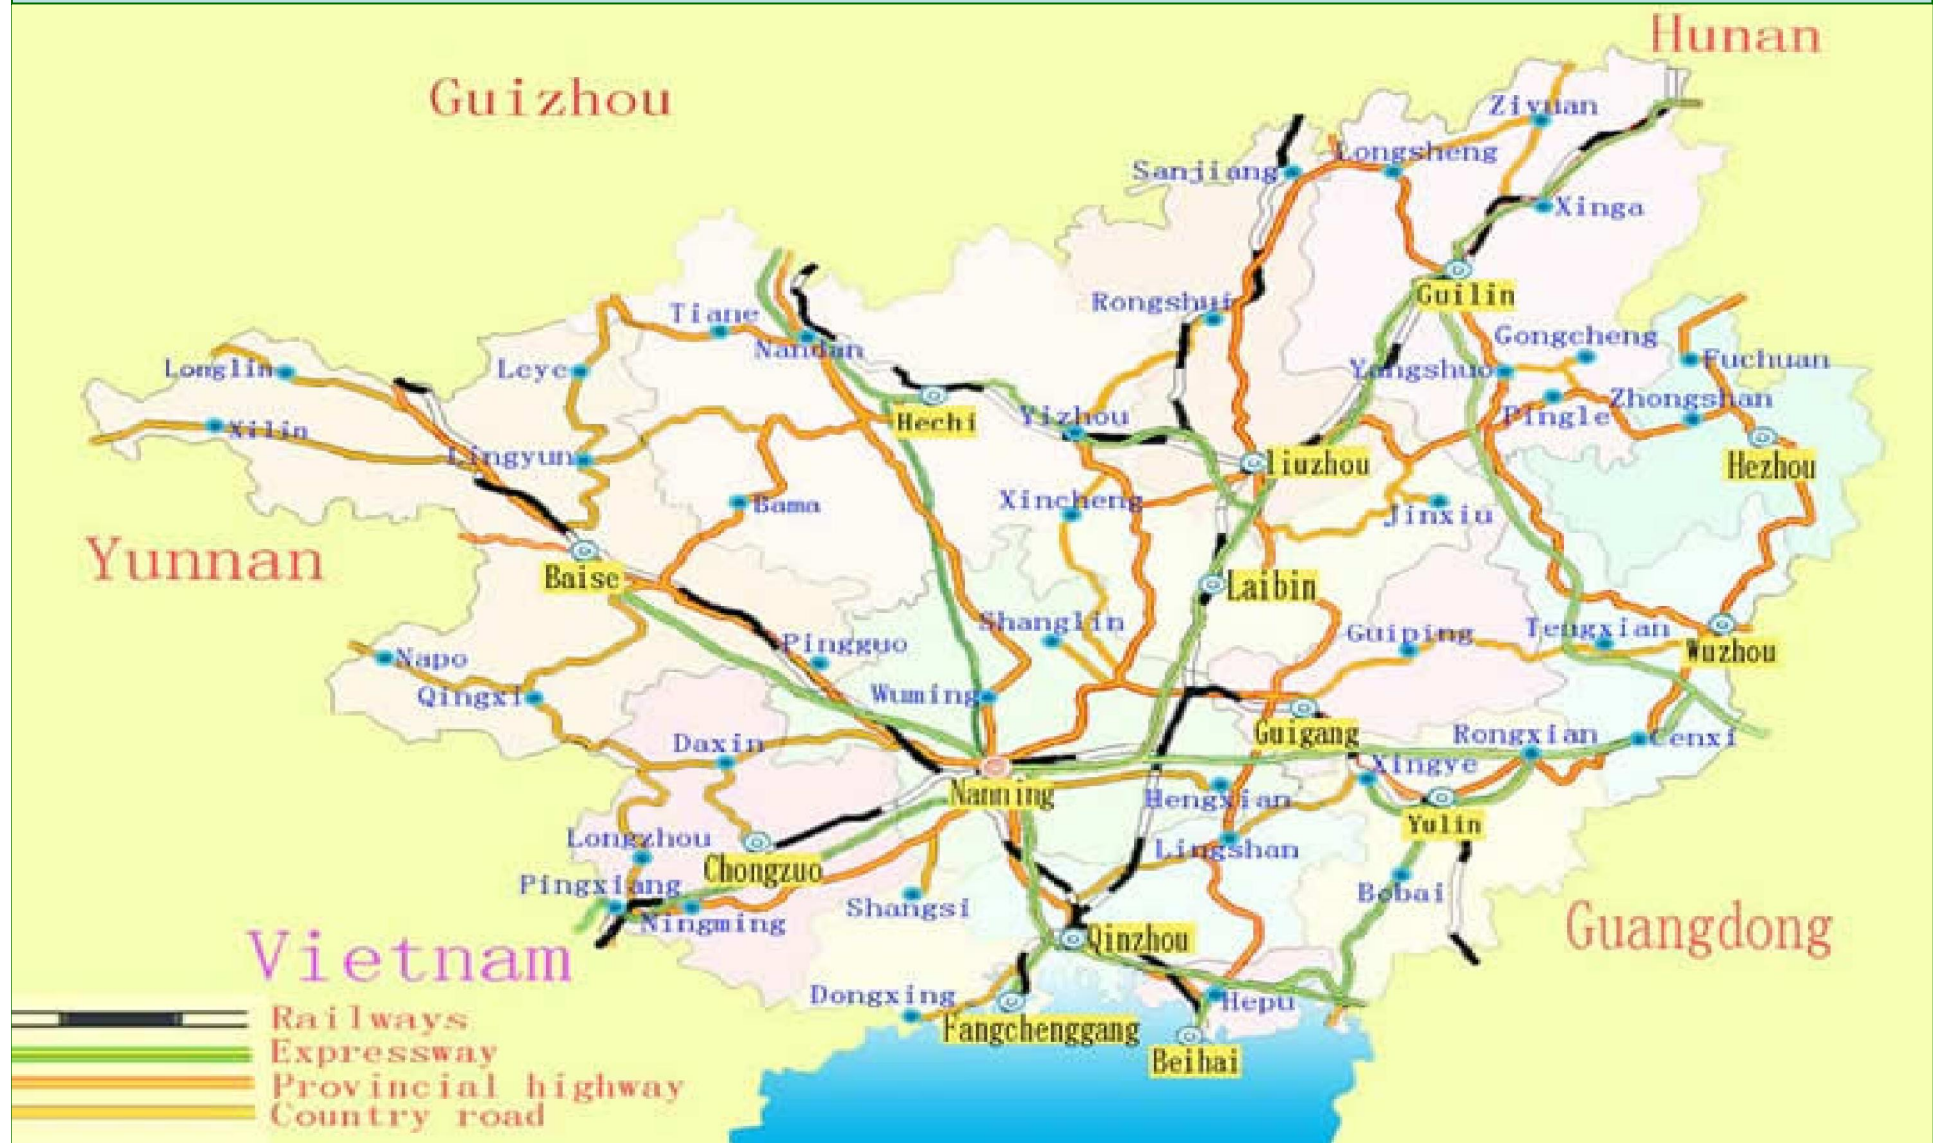 Hunan
Guizhou
Ziyuan
Longsheng
Sanjiang
Xinga
Guilin
Rongshui
Tiane
Nandan
Gongcheng
Longlin
Leye
Yangshuo
Fuchuan
Hechi
Yizhou
Pingle
Zhongshan
Xilin
Lingyun
Liuzhou
Hezhou
Bama
Xincheng
Jinxiu
Yunnan
Baise
Laibin
Shanglin
Pingguo
Guiping
Tengxian
Wuzhou
Napo
Qingxi
Wuming
Daxin
Guigang
Rongxian
Cenxi
Xingye
Nanning
Hengxian
Yulin
Longzhou
Chongzuo
Lingshan
Pingxiang
Bobai
Shangsi
Ningming
Guangdong
Vietnam
Qinzhou
Dongxing
Hepu
Fangchenggang
Beihai
Railways
Expressway
Provincial highway
Country road